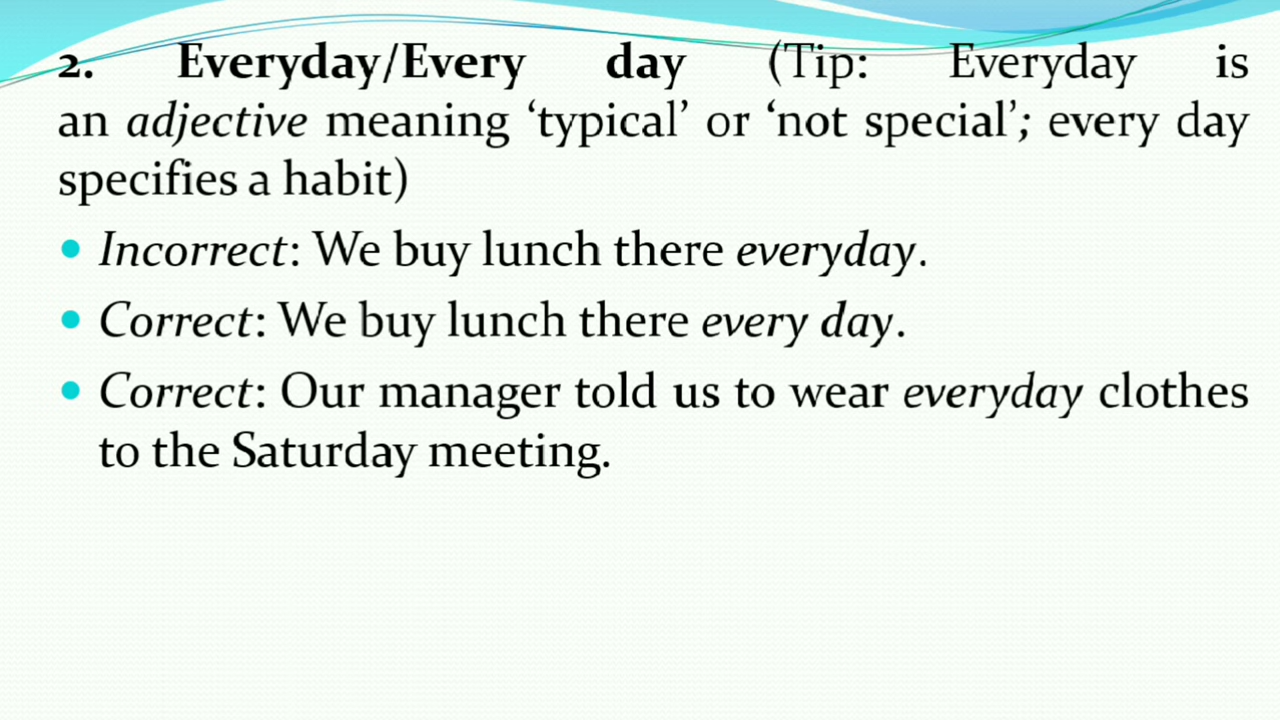 2. Everyday/Every day (Tip: Everyday is
an adjective meaning ‘typical’ or ‘not special’; every day
specifies a habit)
• Incorrect: We buy lunch there everyday.
• Correct: We buy lunch there every day.
• Correct: Our manager told us to wear everyday clothes
to the Saturday meeting.